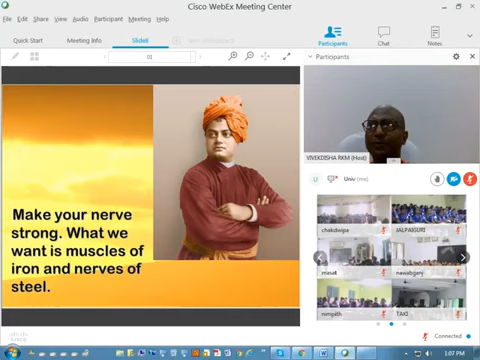 Cisco WebEx Meeting Center
File Edit Share View Audio Participant Meeting Help
Quick Start Meeting Info Slide8
Participants Chat Notes
Participants
VIVEKDISHA RKM (Host)
Make your nerve
strong. What we
want is muscles of
iron and nerves of
steel.
U Univ (me)
chakdwipa JALPAIGURI
nawabganj
nimpith TAKI
CISCO
Connected
1:07 PM